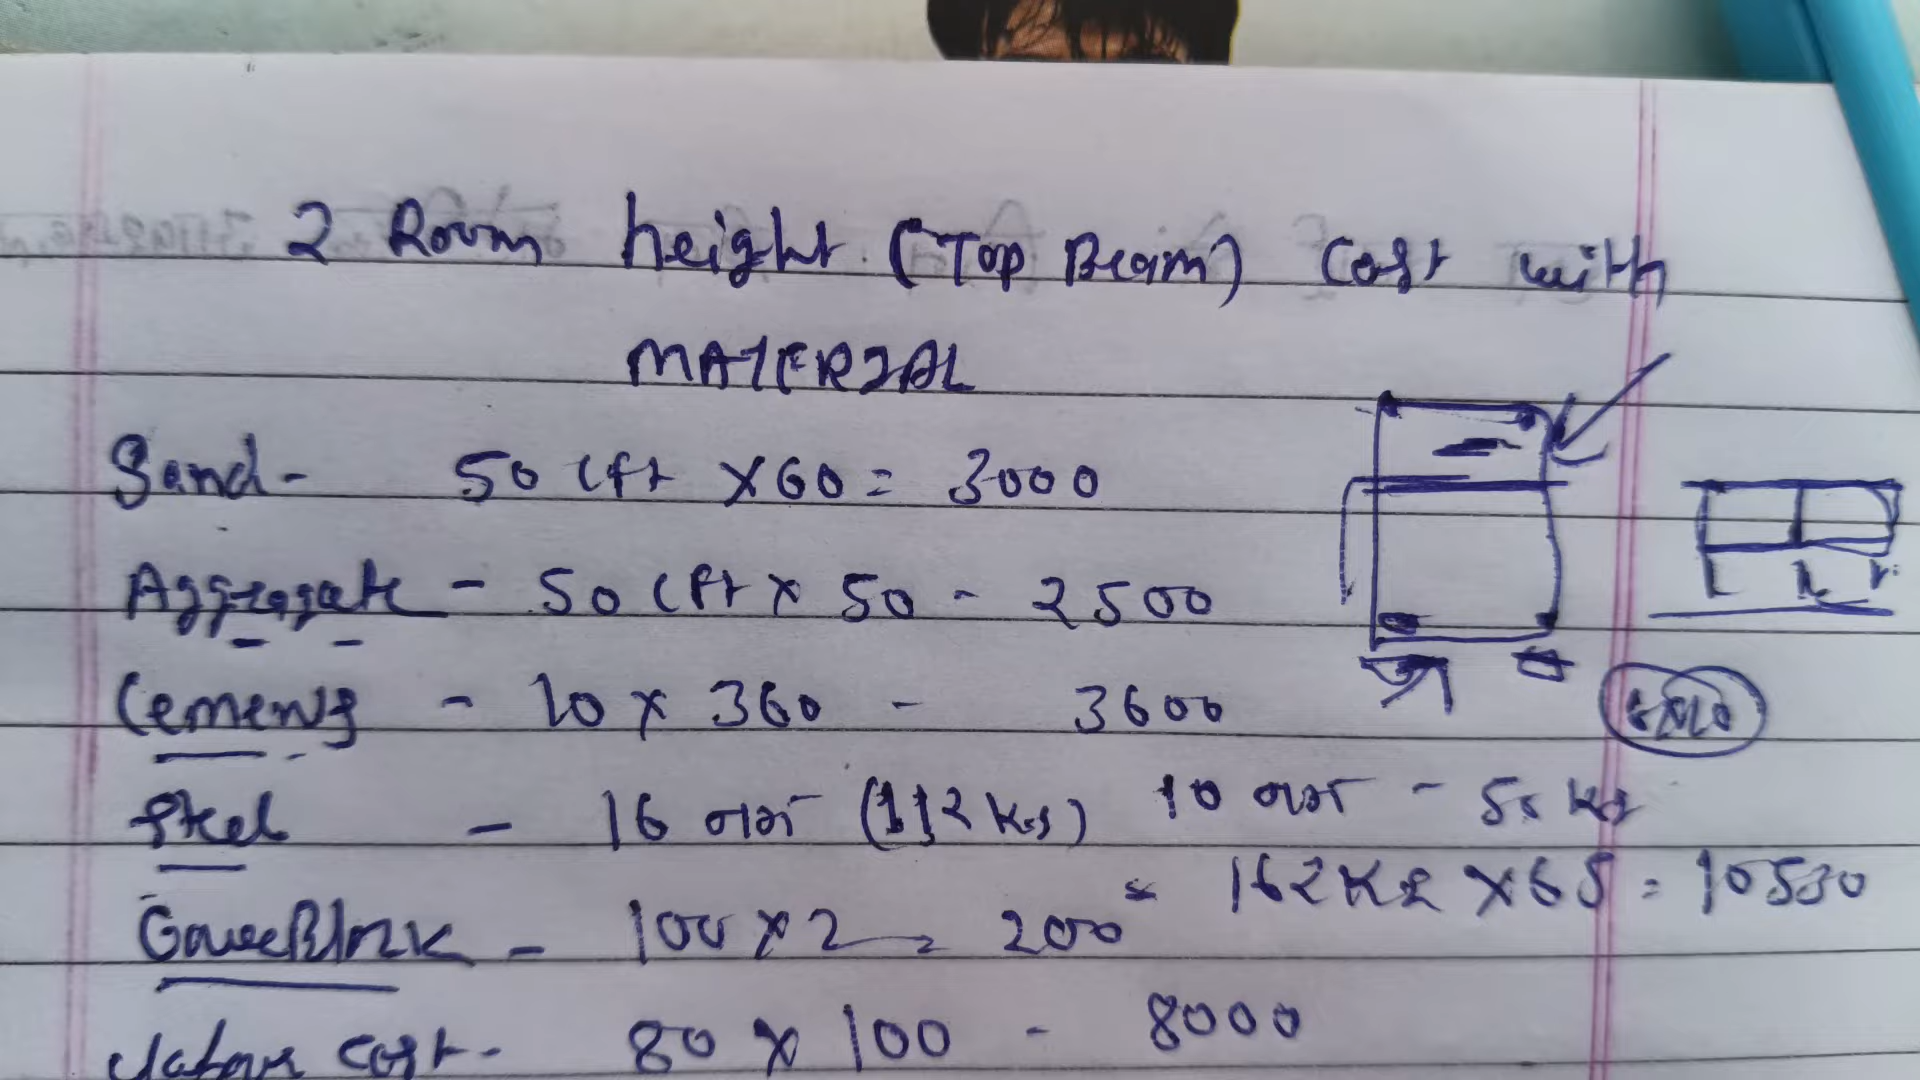 2 Room height (Top Beam) Cost with
MATERIAL
Sand - 50 Cft X 60 = 3000
Aggregate - 50 Cft x 50 - 2500
Cement - 10 x 360 - 3600
Steel - 16 (112 Kg) 10 - 55 Kg
= 162 Kg X 65 = 10530
Block - 100 x 2 = 200
Labour Cost - 80 x 100 - 8000